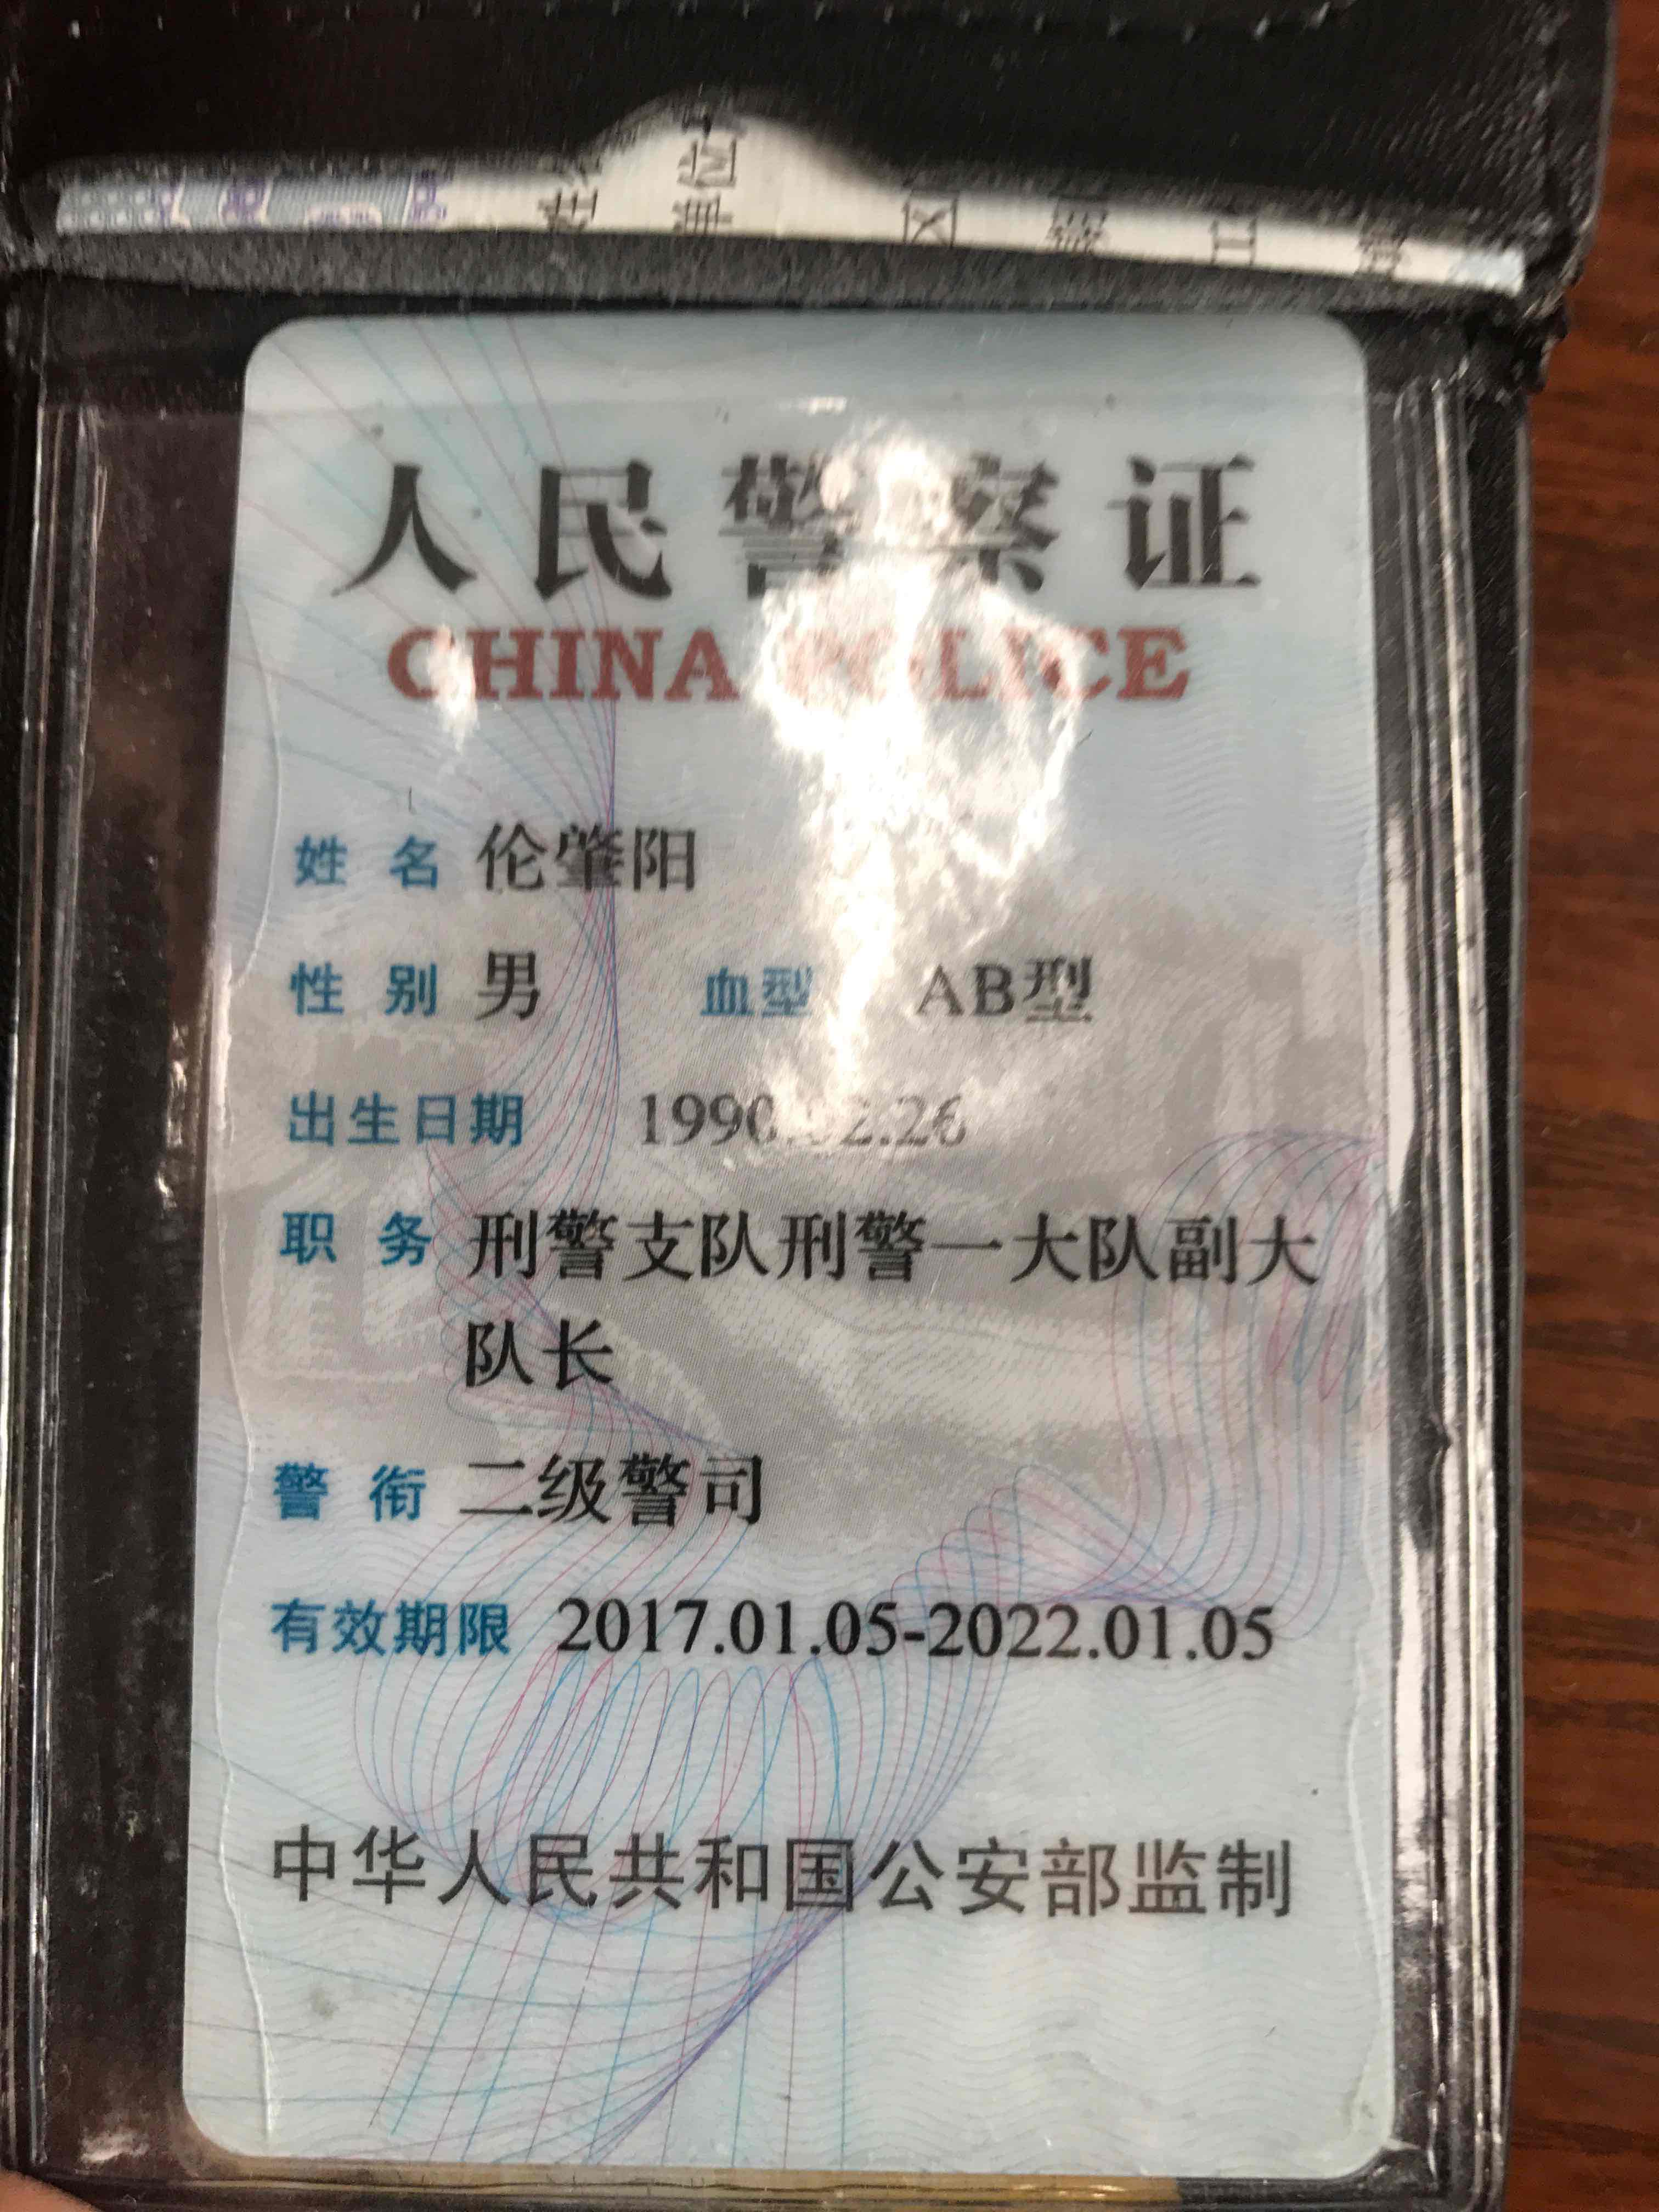 人民警察证
CHINA POLICE
姓名 伦肇阳
性别 男 血型 AB型
出生日期 1990.02.26
职务 刑警支队刑警一大队副大
队长
警衔 二级警司
有效期限 2017.01.05-2022.01.05
中华人民共和国公安部监制